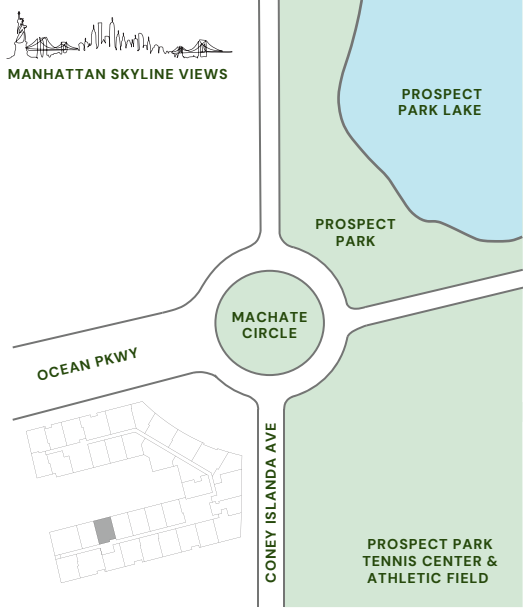 MANHATTAN SKYLINE VIEWS
PROSPECT
PARK LAKE
PROSPECT
PARK
MACHATE
CIRCLE
OCEAN PKWY
CONEY ISLANDA AVE
PROSPECT PARK
TENNIS CENTER &
ATHLETIC FIELD